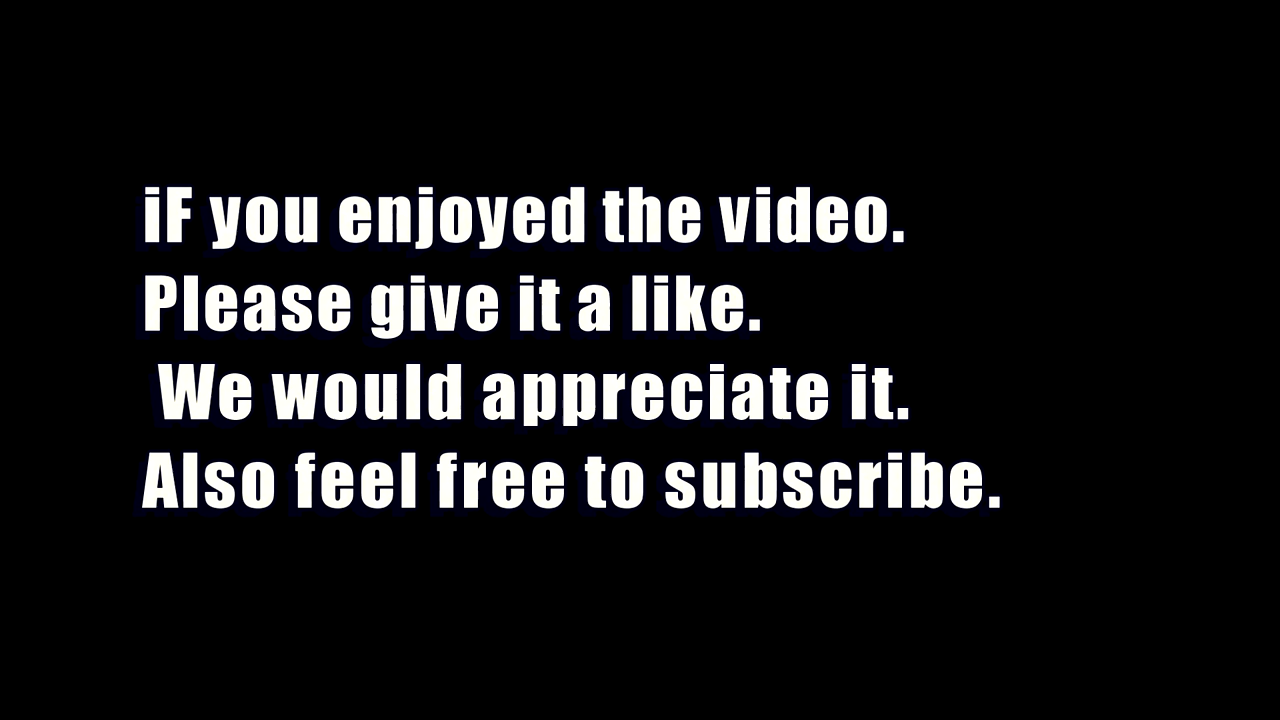 iF you enjoyed the video.
Please give it a like.
We would appreciate it.
Also feel free to subscribe.